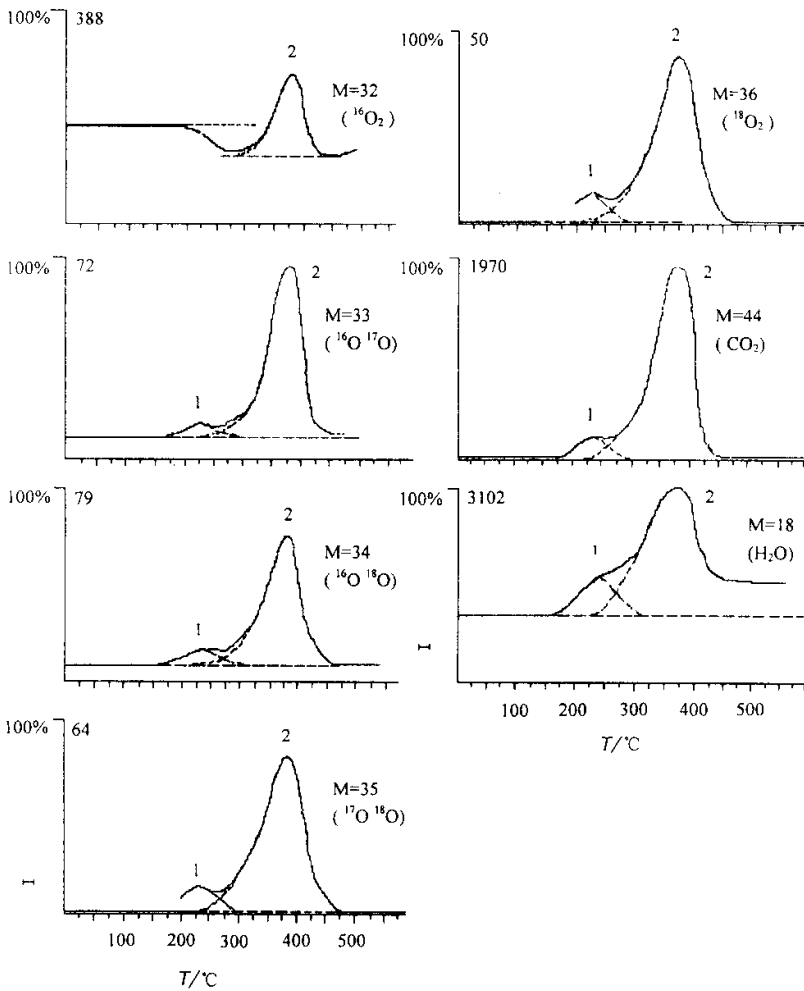 100%
388
2
M=32
( ¹⁶O₂ )
100%
72
2
1
M=33
( ¹⁶O ¹⁷O)
100%
79
2
1
M=34
( ¹⁶O ¹⁸O)
100%
64
2
1
M=35
( ¹⁷O ¹⁸O)
I
100 200 300 400 500
T/℃
100%
50
2
1
M=36
( ¹⁸O₂ )
100%
1970
2
1
M=44
( CO₂)
100%
3102
2
1
M=18
(H₂O)
I
100 200 300 400 500
T/℃